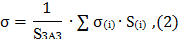 σ = 1/SЗАЗ · ∑ σ(i) · S(i) ,(2)